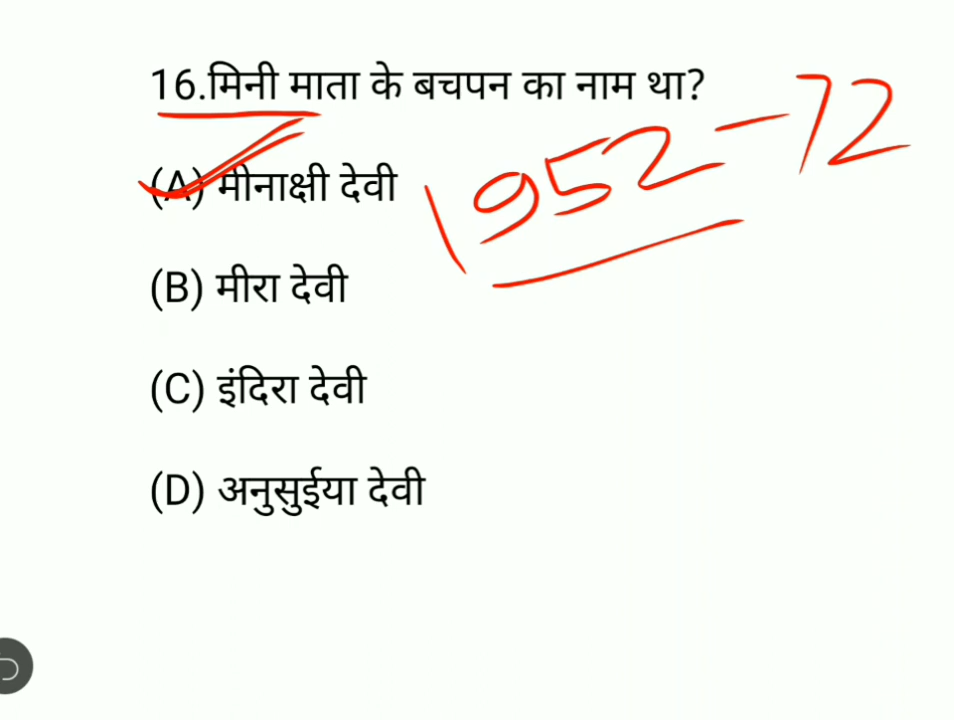 16.मिनी माता के बचपन का नाम था?
1952-72
(A) मीनाक्षी देवी
(B) मीरा देवी
(C) इंदिरा देवी
(D) अनुसुईया देवी